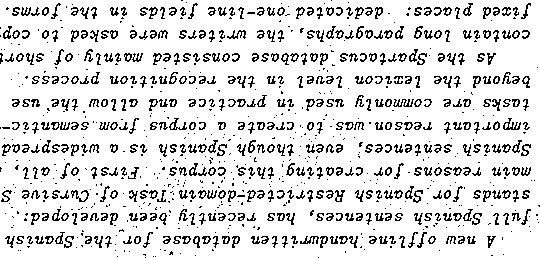 A new offline handwritten database for the Spanish
full Spanish sentences, has recently been developed:
stands for Spanish Restricted-domain Task of Cursive S
main reasons for creating this corpus. First of all,
Spanish sentences, even though Spanish is a widespread
important reason was to create a corpus from semantic-
tasks are commonly used in practice and allow the use
beyond the lexicon level in the recognition process.
As the Spartacus database consisted mainly of short
contain long paragraphs, the writers were asked to copy
fixed places: dedicated one-line fields in the forms.